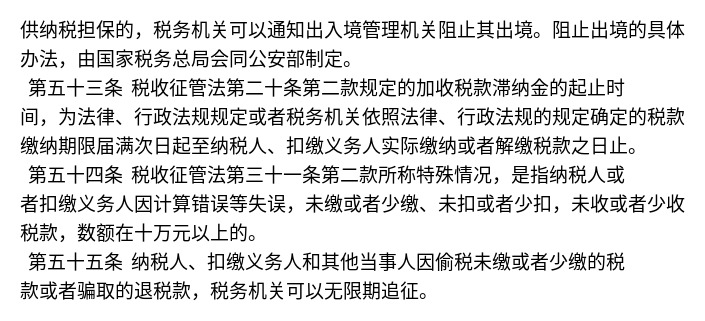 供纳税担保的，税务机关可以通知出入境管理机关阻止其出境。阻止出境的具体
办法，由国家税务总局会同公安部制定。
第五十三条 税收征管法第二十条第二款规定的加收税款滞纳金的起止时
间，为法律、行政法规规定或者税务机关依照法律、行政法规的规定确定的税款
缴纳期限届满次日起至纳税人、扣缴义务人实际缴纳或者解缴税款之日止。
第五十四条 税收征管法第三十一条第二款所称特殊情况，是指纳税人或
者扣缴义务人因计算错误等失误，未缴或者少缴、未扣或者少扣，未收或者少收
税款，数额在十万元以上的。
第五十五条 纳税人、扣缴义务人和其他当事人因偷税未缴或者少缴的税
款或者骗取的退税款，税务机关可以无限期追征。